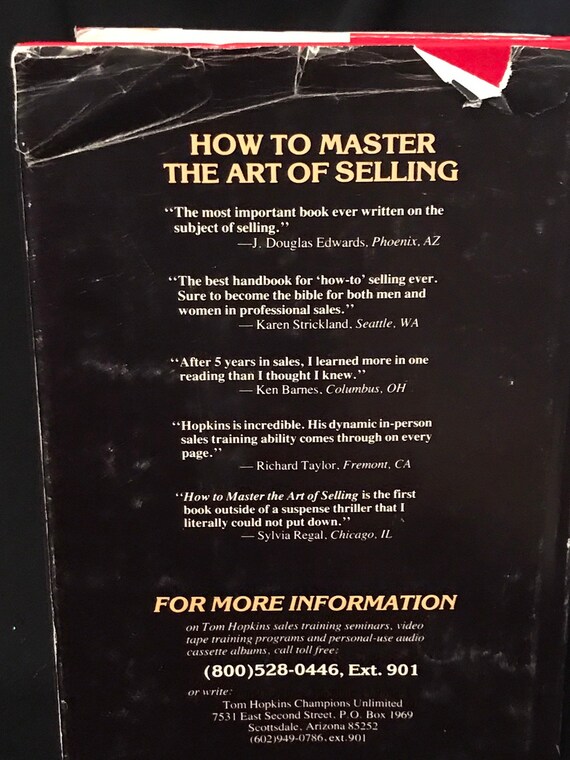 HOW TO MASTER
THE ART OF SELLING
“The most important book ever written on the
subject of selling.”
—J. Douglas Edwards, Phoenix, AZ
“The best handbook for ‘how-to’ selling ever.
Sure to become the bible for both men and
women in professional sales.”
— Karen Strickland, Seattle, WA
“After 5 years in sales, I learned more in one
reading than I thought I knew.”
— Ken Barnes, Columbus, OH
“Hopkins is incredible. His dynamic in-person
sales training ability comes through on every
page.”
— Richard Taylor, Fremont, CA
“How to Master the Art of Selling is the first
book outside of a suspense thriller that I
literally could not put down.”
— Sylvia Regal, Chicago, IL
FOR MORE INFORMATION
on Tom Hopkins sales training seminars, video
tape training programs and personal-use audio
cassette albums, call toll free:
(800)528-0446, Ext. 901
or write:
Tom Hopkins Champions Unlimited
7531 East Second Street, P.O. Box 1969
Scottsdale, Arizona 85252
(602)949-0786, ext.901